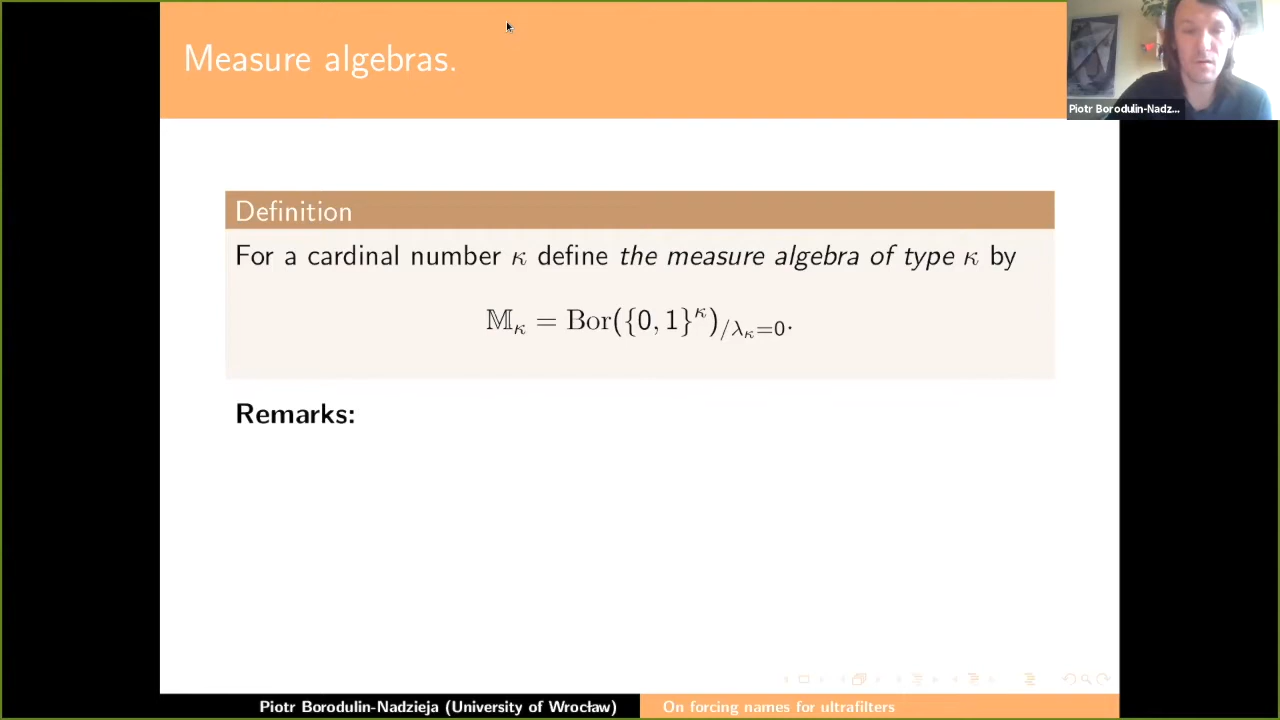 Measure algebras.
Piotr Borodulin-Nadz...
Definition
For a cardinal number κ define the measure algebra of type κ by
𝕄_κ = Bor({0, 1}^κ)_{/λ_κ=0}.
Remarks:
Piotr Borodulin-Nadzieja (University of Wrocław)
On forcing names for ultrafilters